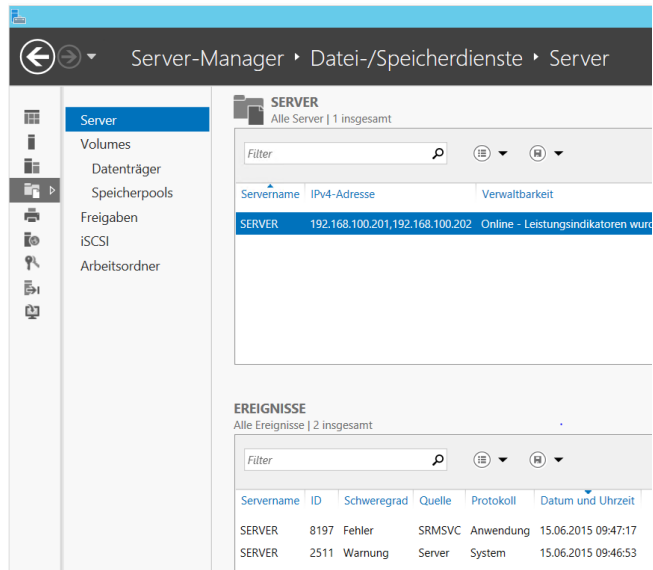 Server-Manager ‣ Datei-/Speicherdienste ‣ Server
Server
Volumes
Datenträger
Speicherpools
Freigaben
iSCSI
Arbeitsordner
SERVER
Alle Server | 1 insgesamt
Filter
Servername IPv4-Adresse Verwaltbarkeit
SERVER 192.168.100.201,192.168.100.202 Online - Leistungsindikatoren wurd
EREIGNISSE
Alle Ereignisse | 2 insgesamt
Filter
Servername ID Schweregrad Quelle Protokoll Datum und Uhrzeit
SERVER 8197 Fehler SRMSVC Anwendung 15.06.2015 09:47:17
SERVER 2511 Warnung Server System 15.06.2015 09:46:53